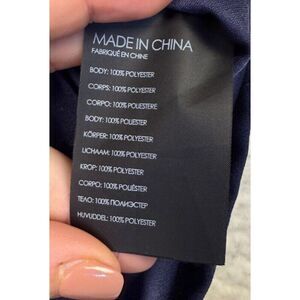 MADE IN CHINA
FABRIQUÉ EN CHINE
BODY: 100% POLYESTER
CORPS: 100% POLYESTER
CORPO: 100% POLIESTERE
BODY: 100% POLIESTER
KÖRPER: 100% POLYESTER
LICHAAM: 100% POLYESTER
KROP: 100% POLYESTER
CORPO: 100% POLIÉSTER
ТЕЛО: 100% ПОЛИЭСТЕР
HUVUDDEL: 100% POLYESTER